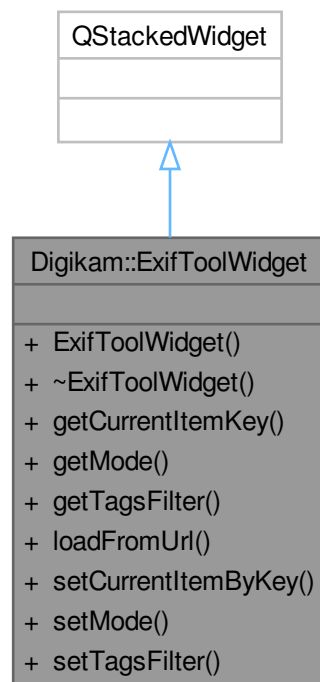 QStackedWidget
Digikam::ExifToolWidget
+ ExifToolWidget()
+ ~ExifToolWidget()
+ getCurrentItemKey()
+ getMode()
+ getTagsFilter()
+ loadFromUrl()
+ setCurrentItemByKey()
+ setMode()
+ setTagsFilter()